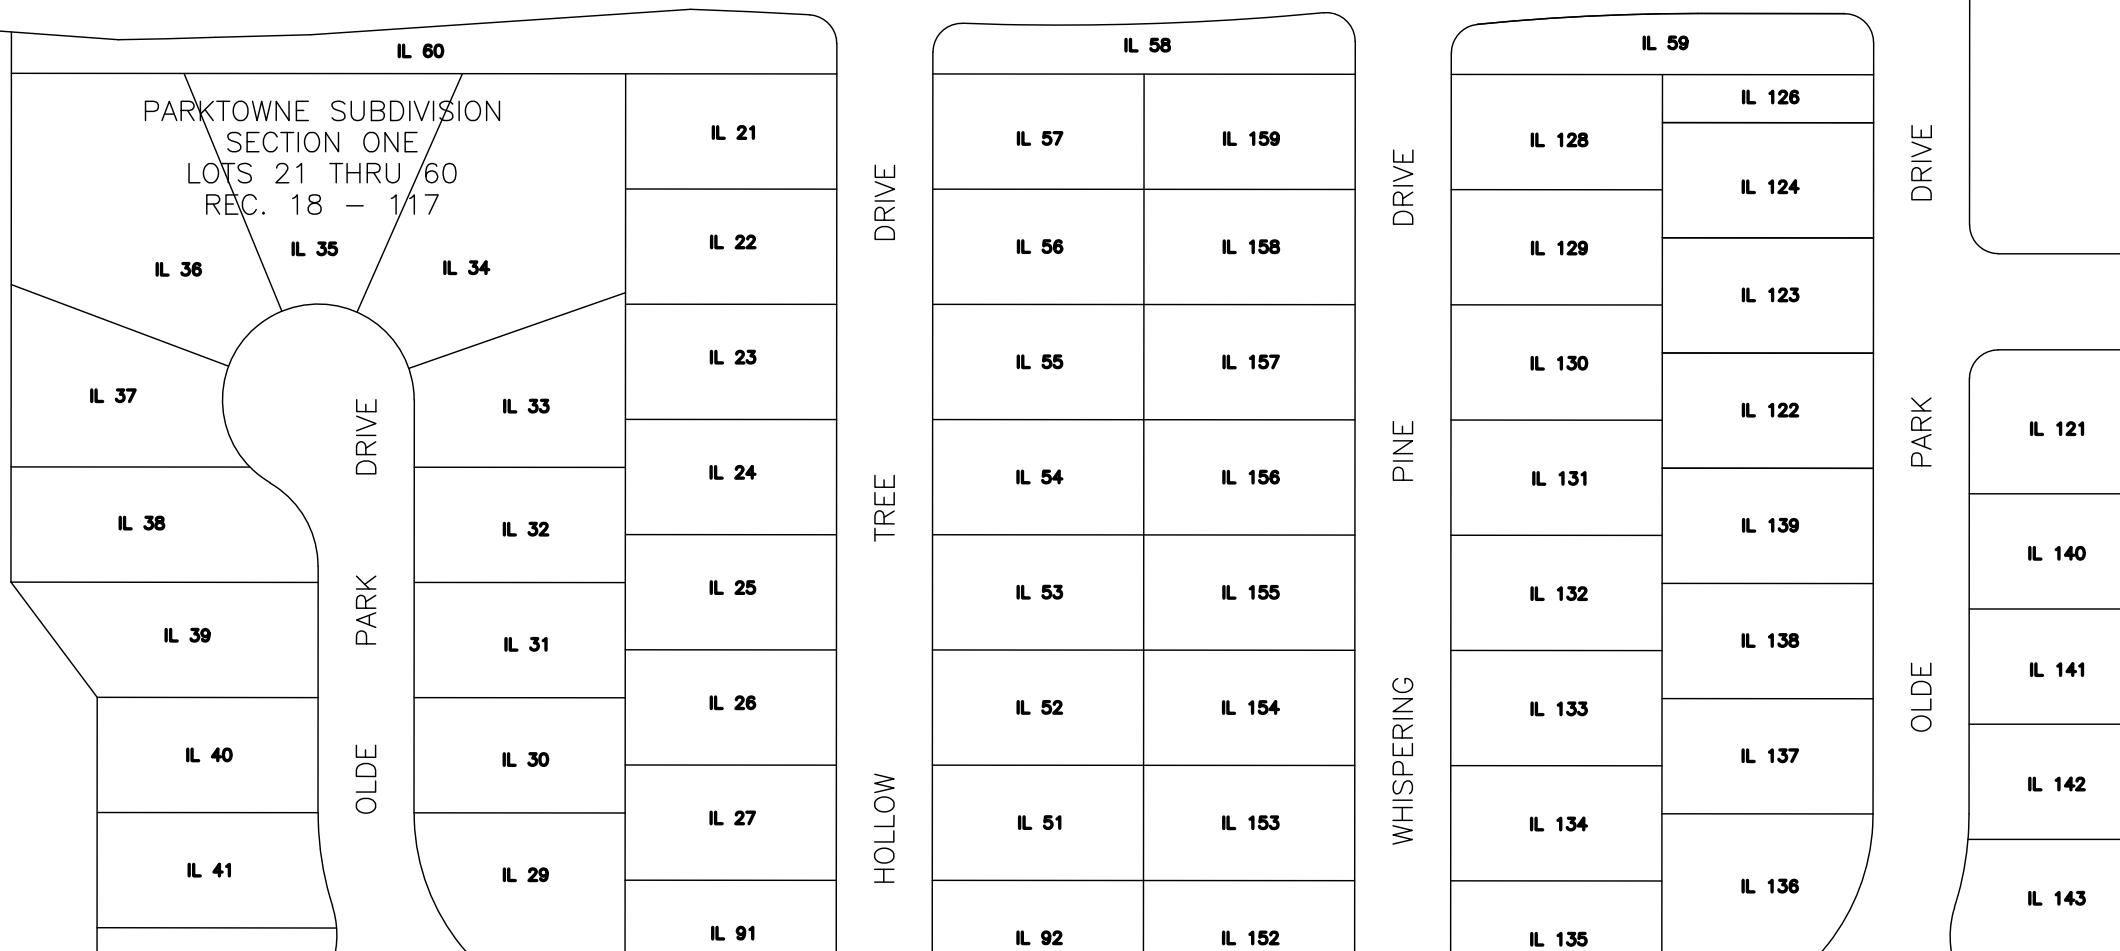 IL 60
PARKTOWNE SUBDIVISION
SECTION ONE
LOTS 21 THRU 60
REC. 18 - 117
IL 36
IL 35
IL 34
IL 37
IL 33
IL 38
IL 32
IL 39
IL 31
IL 40
IL 30
IL 41
IL 29
OLDE PARK DRIVE
IL 21
IL 22
IL 23
IL 24
IL 25
IL 26
IL 27
IL 91
HOLLOW TREE DRIVE
IL 58
IL 57
IL 56
IL 55
IL 54
IL 53
IL 52
IL 51
IL 92
IL 159
IL 158
IL 157
IL 156
IL 155
IL 154
IL 153
IL 152
WHISPERING PINE DRIVE
IL 59
IL 128
IL 129
IL 130
IL 131
IL 132
IL 133
IL 134
IL 135
IL 126
IL 124
IL 123
IL 122
IL 139
IL 138
IL 137
IL 136
OLDE PARK DRIVE
IL 121
IL 140
IL 141
IL 142
IL 143